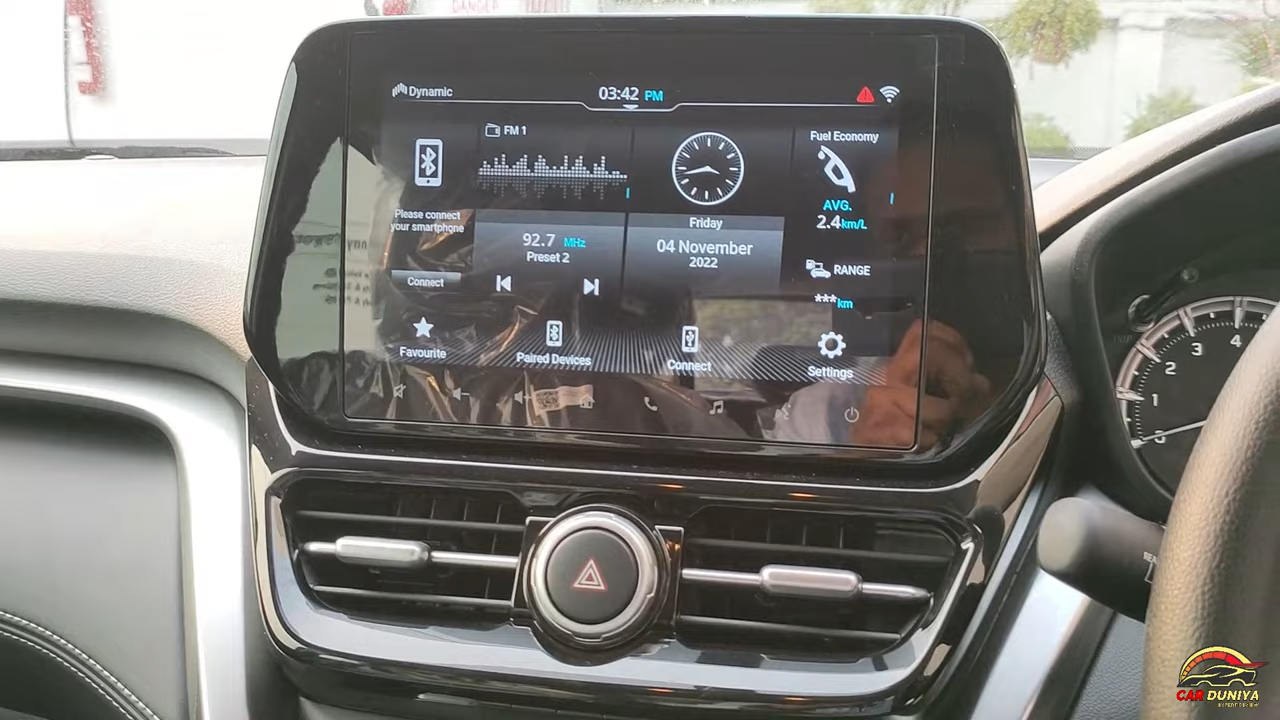 DANGER
Dynamic
03:42 PM
FM 1
Please connect
your smartphone
Connect
92.7 MHz
Preset 2
Friday
04 November
2022
Fuel Economy
AVG.
2.4km/L
RANGE
***km
Favourite
Paired Devices
Connect
Settings
1
2
3
4
CAR DUNIYA